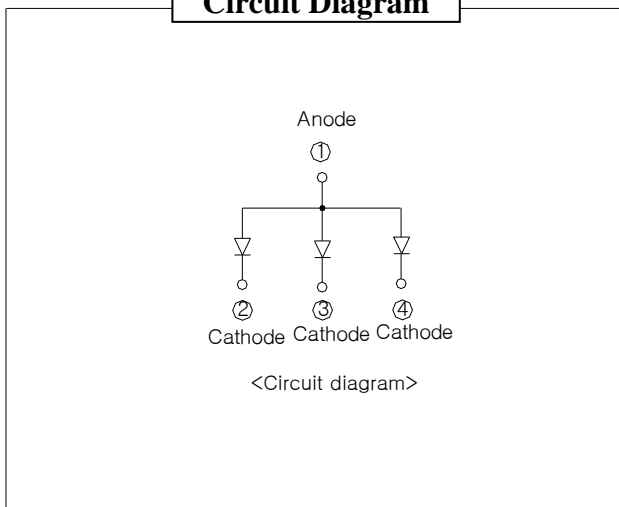 Circuit Diagram
Anode
①
② ③ ④
Cathode Cathode Cathode
<Circuit diagram>